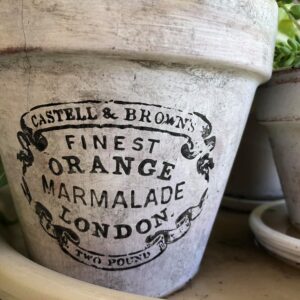 CASTELL & BROWN'S
FINEST
ORANGE
MARMALADE
LONDON.
TWO POUND